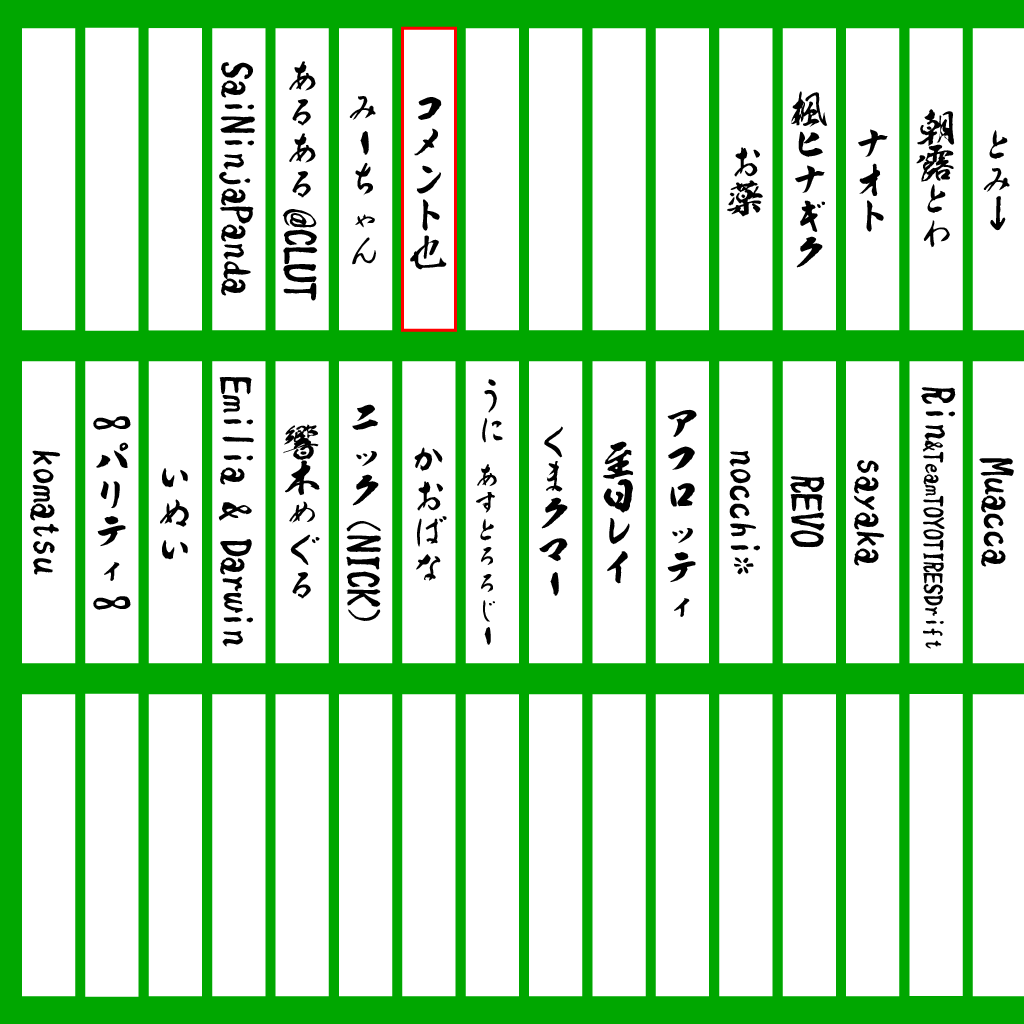 とみ↓
朝露とわ
ナオト
楓ヒナギク
お薬
コメント也
みーちゃん
あるある@CLUT
SaiNinjaPanda
Muacca
Rin&TeamTOYOTIRESDrift
sayaka
REVO
nocchi✼
アフロッティ
レイ
くまクマー
うに あすとろろじー
かおばな
ニック(NICK)
響木めぐる
Emilia & Darwin
いぬい
∞パリティ∞
komatsu